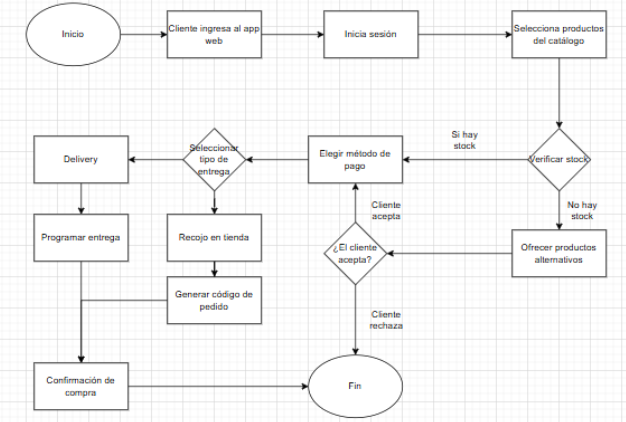 Inicio
Cliente ingresa al app
web
Inicia sesión
Selecciona productos
del catálogo
Si hay
stock
Delivery
Seleccionar
tipo de
entrega
Elegir método de
pago
Verificar stock
Cliente
acepta
No hay
stock
Programar entrega
Recojo en tienda
¿El cliente
acepta?
Ofrecer productos
alternativos
Generar código de
pedido
Cliente
rechaza
Confirmación de
compra
Fin